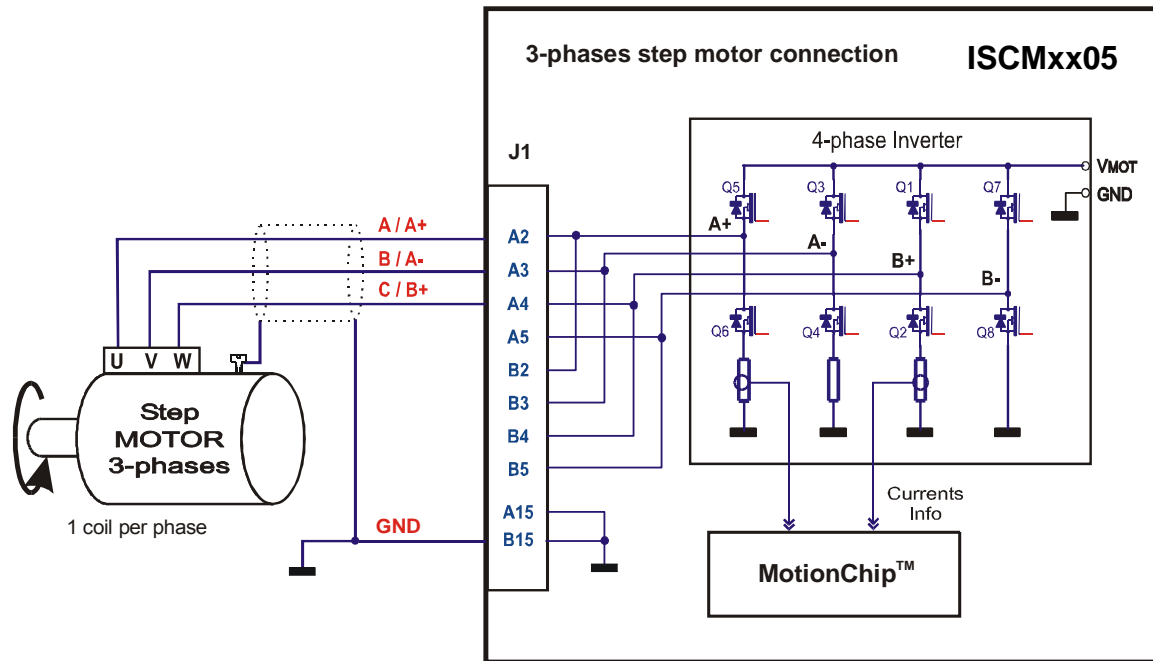 3-phases step motor connection
ISCMxx05
4-phase Inverter
J1
VMOT
GND
Q5
Q3
Q1
Q7
A+
A-
B+
B-
Q6
Q4
Q2
Q8
A / A+
B / A-
C / B+
A2
A3
A4
A5
B2
B3
B4
B5
A15
B15
U V W
Step
MOTOR
3-phases
1 coil per phase
GND
Currents
Info
MotionChip™